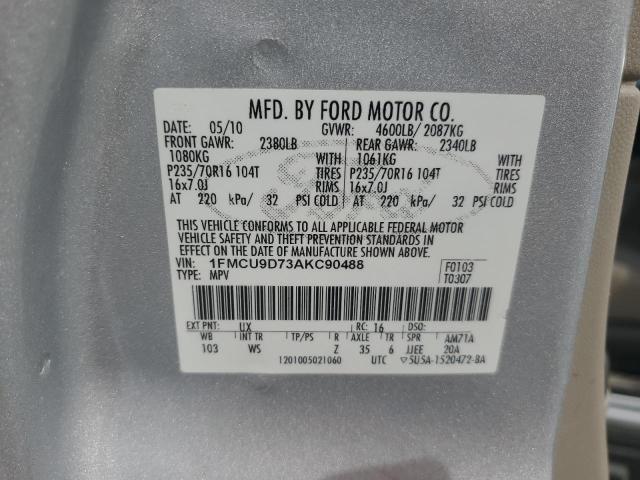 MFD. BY FORD MOTOR CO.
DATE: 05/10 GVWR: 4600LB/ 2087KG
FRONT GAWR: 2380LB REAR GAWR: 2340LB
1080KG WITH 1061KG WITH
P235/70R16 104T TIRES P235/70R16 104T TIRES
16x7.0J RIMS 16x7.0J RIMS
AT 220 kPa/ 32 PSI COLD AT 220 kPa/ 32 PSI COLD
THIS VEHICLE CONFORMS TO ALL APPLICABLE FEDERAL MOTOR
VEHICLE SAFETY AND THEFT PREVENTION STANDARDS IN
EFFECT ON THE DATE OF MANUFACTURE SHOWN ABOVE.
VIN: 1FMCU9D73AKC90488 F0103
TYPE: MPV T0307
EXT PNT: UX RC: 16 DSO:
WB INT TR TP/PS R AXLE TR SPR AM71A
103 WS Z 35 6 JJEE 20A
1201005021060 UTC ▽5U5A-1520472-BA